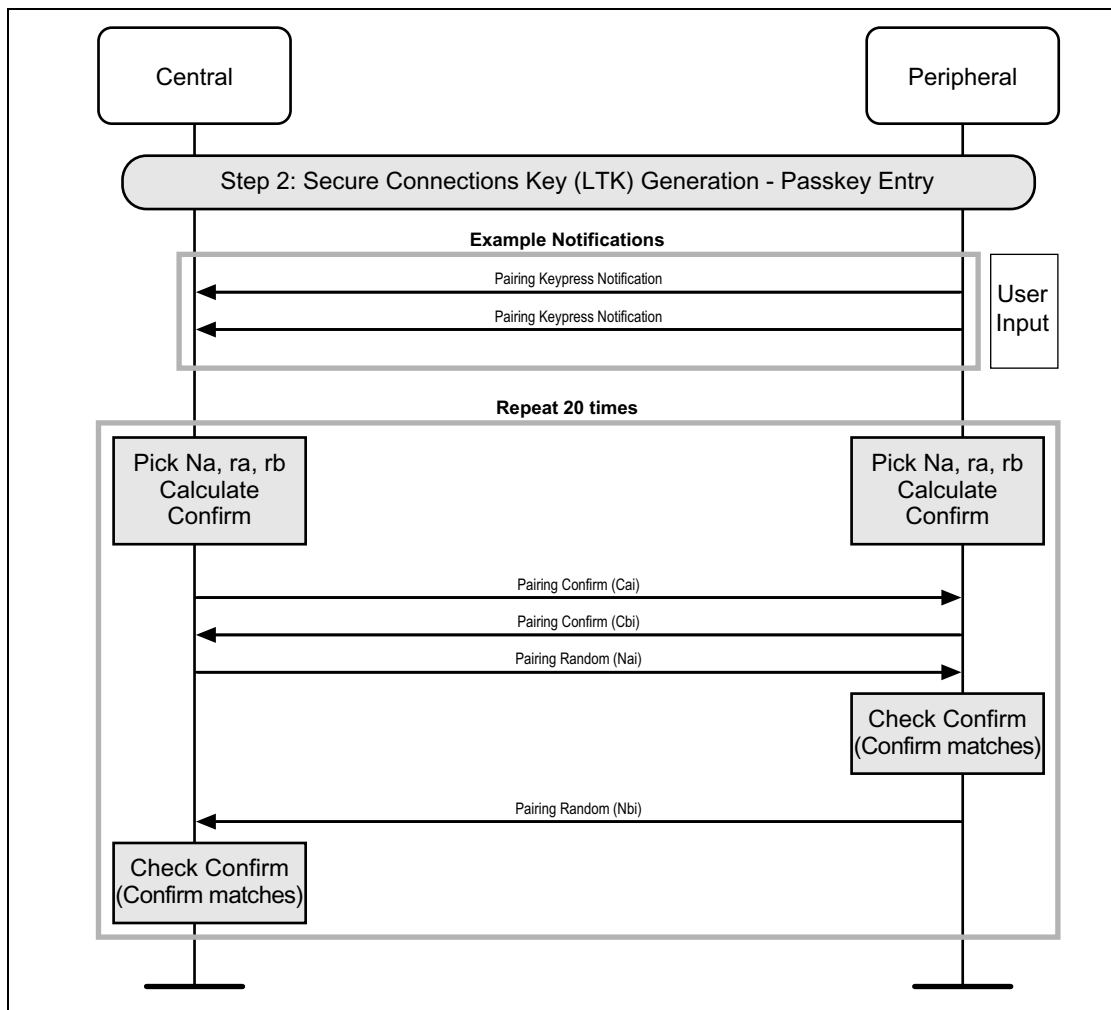 Central
Peripheral
Step 2: Secure Connections Key (LTK) Generation - Passkey Entry
Example Notifications
Pairing Keypress Notification
User
Input
Pairing Keypress Notification
Repeat 20 times
Pick Na, ra, rb
Calculate
Confirm
Pick Na, ra, rb
Calculate
Confirm
Pairing Confirm (Cai)
Pairing Confirm (Cbi)
Pairing Random (Nai)
Check Confirm
(Confirm matches)
Pairing Random (Nbi)
Check Confirm
(Confirm matches)